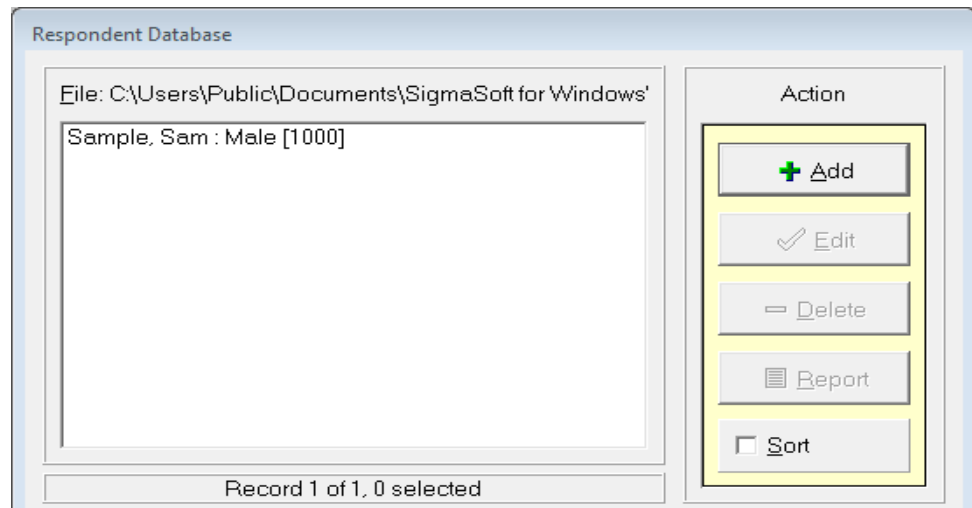 Respondent Database
File: C:\Users\Public\Documents\SigmaSoft for Windows'
Sample, Sam : Male [1000]
Record 1 of 1, 0 selected
Action
Add
Edit
Delete
Report
Sort